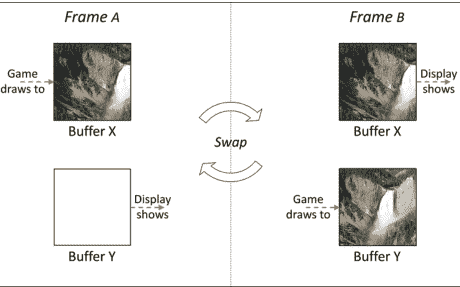 Frame A
Frame B
Game
draws to
Buffer X
Display
shows
Buffer X
Swap
Display
shows
Buffer Y
Game
draws to
Buffer Y